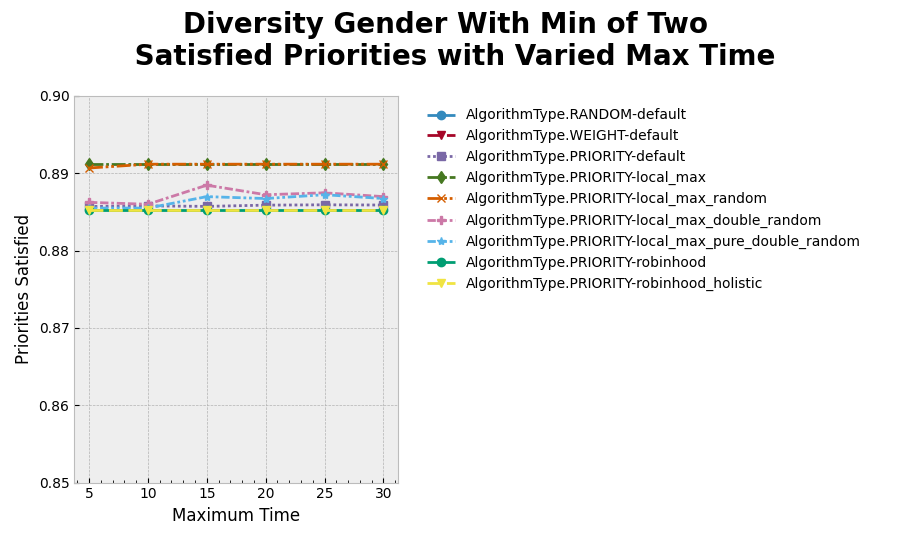 Diversity Gender With Min of Two
Satisfied Priorities with Varied Max Time
0.90
0.89
0.88
0.87
0.86
0.85
Priorities Satisfied
5 10 15 20 25 30
Maximum Time
AlgorithmType.RANDOM-default
AlgorithmType.WEIGHT-default
AlgorithmType.PRIORITY-default
AlgorithmType.PRIORITY-local_max
AlgorithmType.PRIORITY-local_max_random
AlgorithmType.PRIORITY-local_max_double_random
AlgorithmType.PRIORITY-local_max_pure_double_random
AlgorithmType.PRIORITY-robinhood
AlgorithmType.PRIORITY-robinhood_holistic